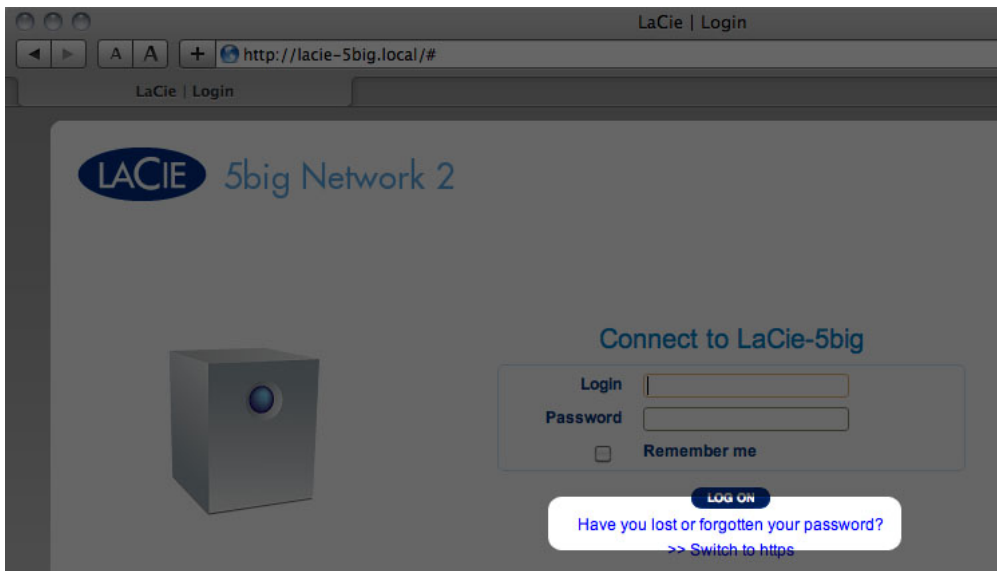 LaCie | Login
A A + http://lacie-5big.local/#
LaCie | Login
LACIE 5big Network 2
Connect to LaCie-5big
Login
Password
Remember me
LOG ON
Have you lost or forgotten your password?
>> Switch to https